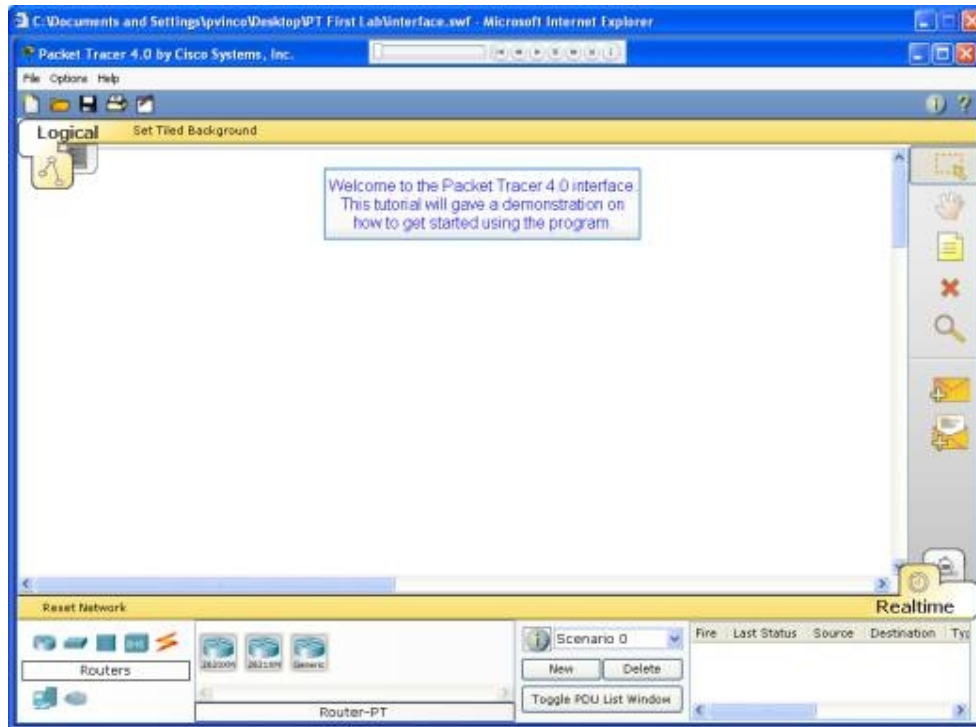 C:\Documents and Settings\pvinco\Desktop\PT First Lab\interface.swf - Microsoft Internet Explorer
Packet Tracer 4.0 by Cisco Systems, Inc.
File Options Help
Logical
Set Tiled Background
Welcome to the Packet Tracer 4.0 interface.
This tutorial will gave a demonstration on
how to get started using the program.
Reset Network
Realtime
Routers
2620XM
2621XM
Generic
Router-PT
Scenario 0
New
Delete
Toggle PDU List Window
Fire Last Status Source Destination Typ